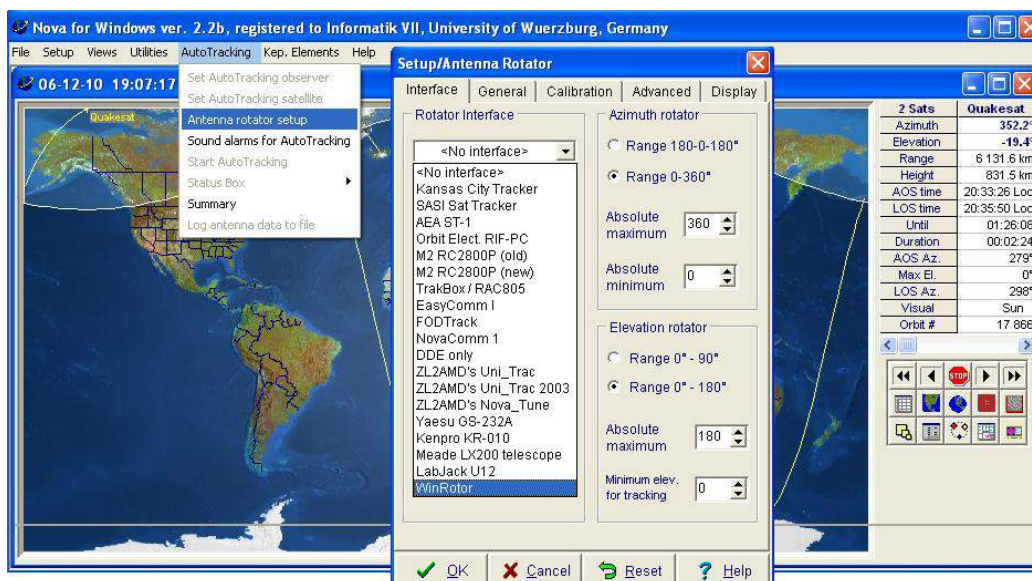 Nova for Windows ver. 2.2b, registered to Informatik VII, University of Wuerzburg, Germany
File Setup Views Utilities AutoTracking Kep. Elements Help
06-12-10 19:07:17
Quakesat
Set AutoTracking observer
Set AutoTracking satellite
Antenna rotator setup
Sound alarms for AutoTracking
Start AutoTracking
Status Box
Summary
Log antenna data to file
Setup/Antenna Rotator
Interface General Calibration Advanced Display
Rotator Interface
<No interface>
<No interface>
Kansas City Tracker
SASI Sat Tracker
AEA ST-1
Orbit Elect. RIF-PC
M2 RC2800P (old)
M2 RC2800P (new)
TrakBox / RAC805
EasyComm I
FODTrack
NovaComm 1
DDE only
ZL2AMD's Uni_Trac
ZL2AMD's Uni_Trac 2003
ZL2AMD's Nova_Tune
Yaesu GS-232A
Kenpro KR-010
Meade LX200 telescope
LabJack U12
WinRotor
Azimuth rotator
Range 180-0-180°
Range 0-360°
Absolute
maximum
360
Absolute
minimum
0
Elevation rotator
Range 0° - 90°
Range 0° - 180°
Absolute
maximum
180
Minimum elev.
for tracking
0
OK Cancel Reset Help
2 Sats Quakesat
Azimuth 352.2°
Elevation -19.4°
Range 6 131.6 km
Height 831.5 km
AOS time 20:33:26 Loc
LOS time 20:35:50 Loc
Until 01:26:08
Duration 00:02:24
AOS Az. 279°
Max El. 0°
LOS Az. 298°
Visual Sun
Orbit # 17 866
STOP